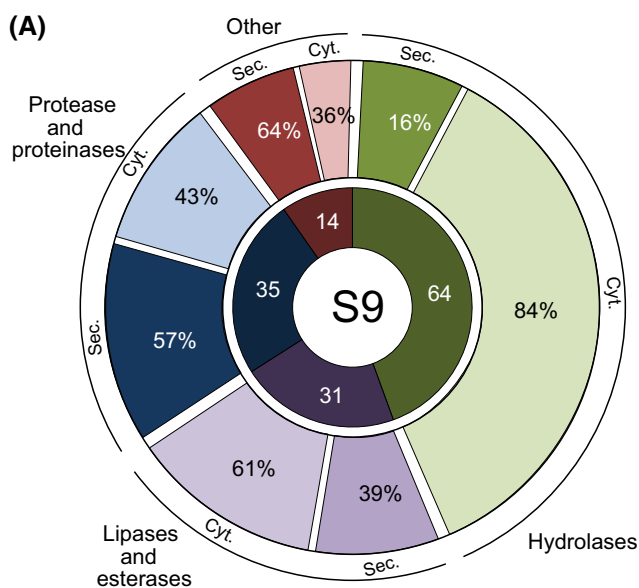 (A)
Other
Sec.
Cyt.
Sec.
Protease
and
proteinases
Cyt.
64%
36%
16%
43%
14
35
64
S9
84%
Cyt.
Sec.
57%
31
61%
39%
Lipases
and
esterases
Cyt.
Sec.
Hydrolases